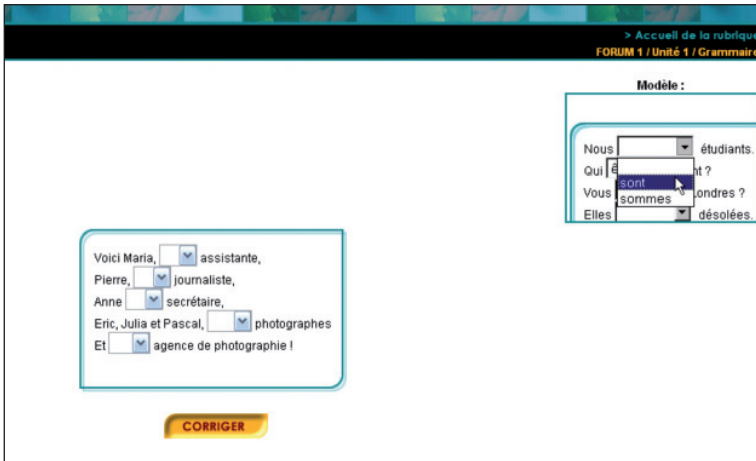 > Accueil de la rubrique
FORUM 1 / Unité 1 / Grammaire
Modèle :
Nous étudiants.
Qui ê nt ?
sont
Vous ondres ?
sommes
Elles désolées.
Voici Maria, assistante,
Pierre, journaliste,
Anne secrétaire,
Eric, Julia et Pascal, photographes
Et agence de photographie !
CORRIGER